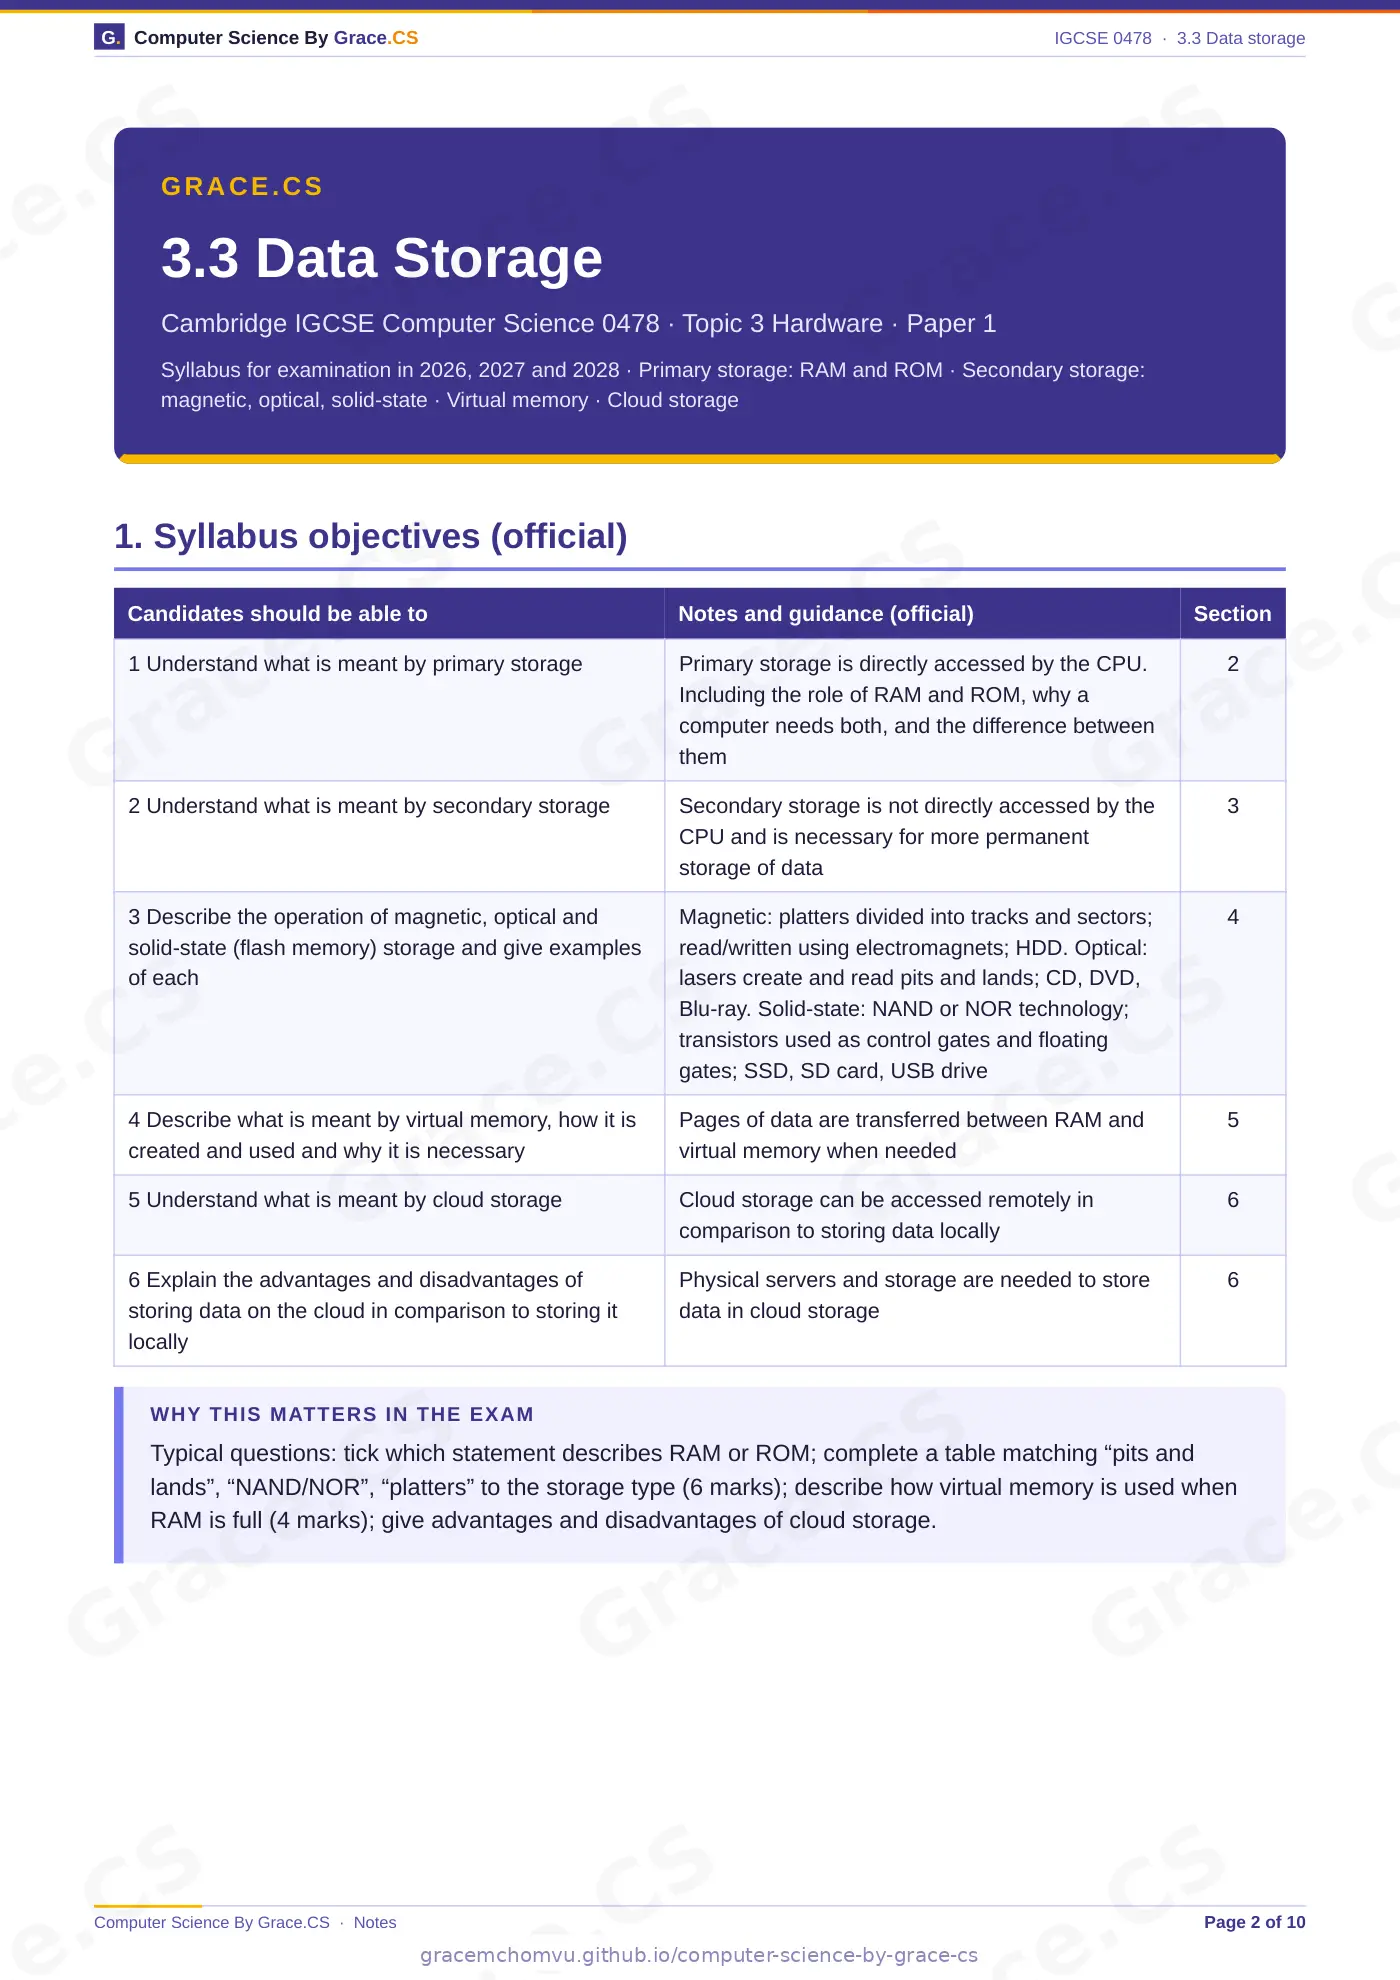 G. Computer Science By Grace.CS
IGCSE 0478 · 3.3 Data storage
GRACE.CS
3.3 Data Storage
Cambridge IGCSE Computer Science 0478 · Topic 3 Hardware · Paper 1
Syllabus for examination in 2026, 2027 and 2028 · Primary storage: RAM and ROM · Secondary storage:
magnetic, optical, solid-state · Virtual memory · Cloud storage
1. Syllabus objectives (official)
Candidates should be able to
Notes and guidance (official)
Section
1 Understand what is meant by primary storage
Primary storage is directly accessed by the CPU.
Including the role of RAM and ROM, why a
computer needs both, and the difference between
them
2
2 Understand what is meant by secondary storage
Secondary storage is not directly accessed by the
CPU and is necessary for more permanent
storage of data
3
3 Describe the operation of magnetic, optical and
solid-state (flash memory) storage and give examples
of each
Magnetic: platters divided into tracks and sectors;
read/written using electromagnets; HDD. Optical:
lasers create and read pits and lands; CD, DVD,
Blu-ray. Solid-state: NAND or NOR technology;
transistors used as control gates and floating
gates; SSD, SD card, USB drive
4
4 Describe what is meant by virtual memory, how it is
created and used and why it is necessary
Pages of data are transferred between RAM and
virtual memory when needed
5
5 Understand what is meant by cloud storage
Cloud storage can be accessed remotely in
comparison to storing data locally
6
6 Explain the advantages and disadvantages of
storing data on the cloud in comparison to storing it
locally
Physical servers and storage are needed to store
data in cloud storage
6
WHY THIS MATTERS IN THE EXAM
Typical questions: tick which statement describes RAM or ROM; complete a table matching “pits and
lands”, “NAND/NOR”, “platters” to the storage type (6 marks); describe how virtual memory is used when
RAM is full (4 marks); give advantages and disadvantages of cloud storage.
Computer Science By Grace.CS · Notes
Page 2 of 10
gracemchomvu.github.io/computer-science-by-grace-cs